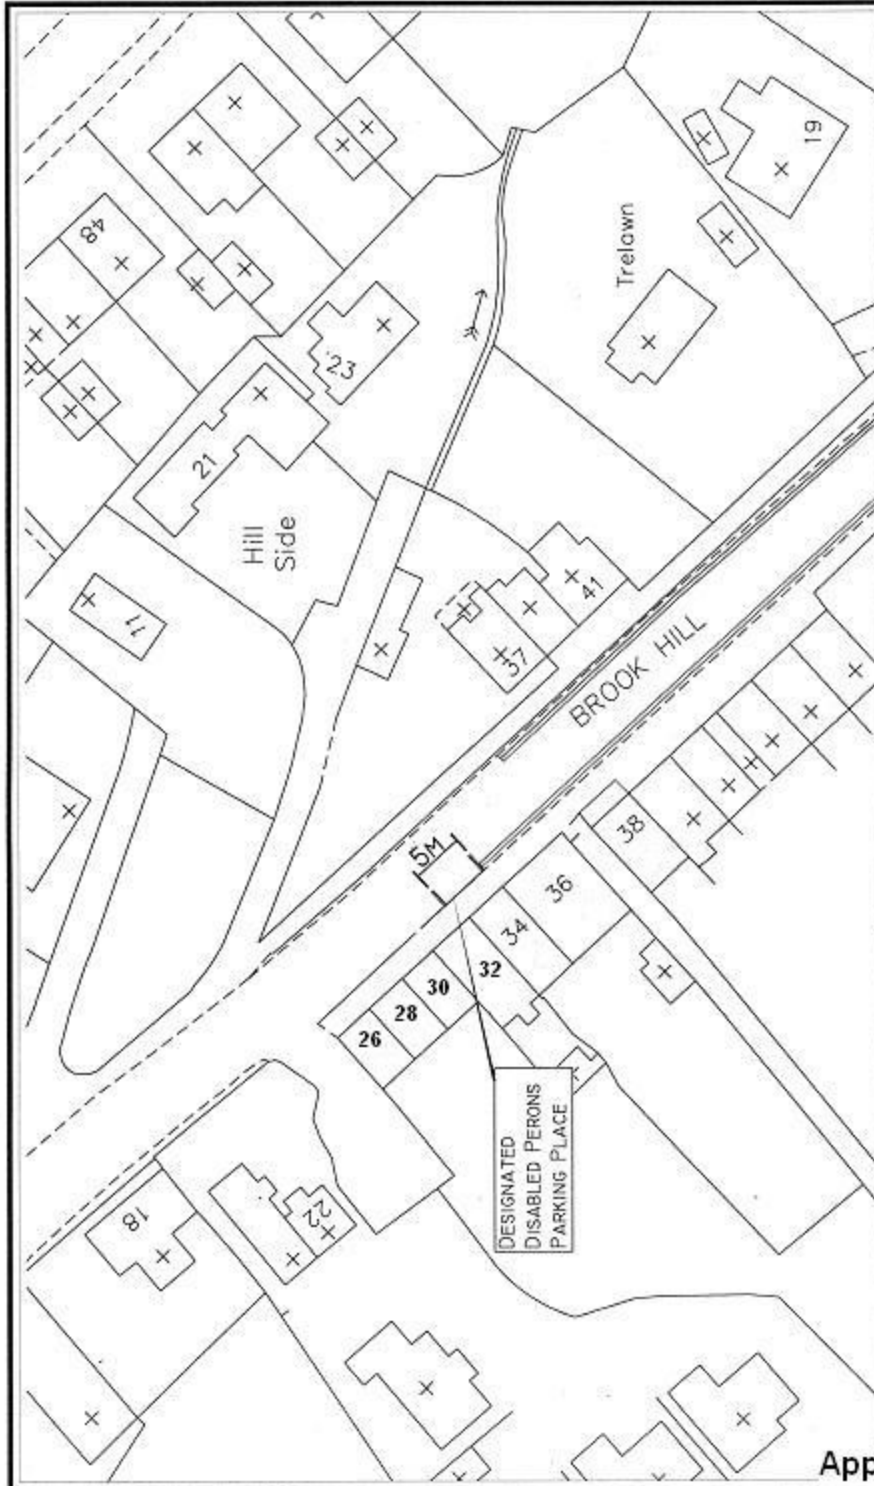 48
19
Trelawn
23
21
Hill
Side
11
41
37
BROOK HILL
5M
38
36
34
32
30
28
26
DESIGNATED
DISABLED PERONS
PARKING PLACE
18
22
App